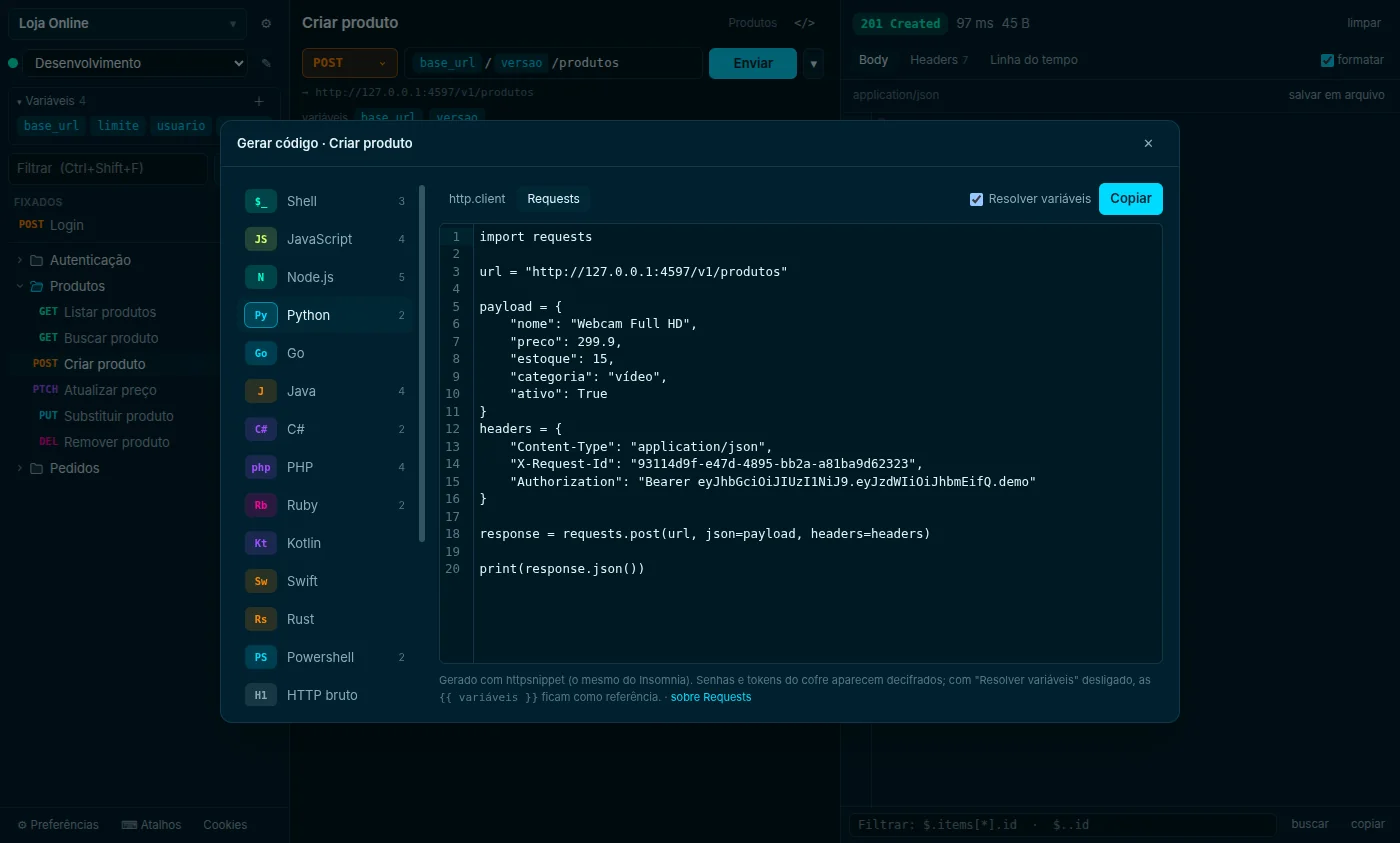 Loja Online ▾ ⚙
Desenvolvimento ✎
▾ Variáveis 4 +
base_url limite usuario
Filtrar (Ctrl+Shift+F)
FIXADOS
POST Login
› Autenticação
Produtos
GET Listar produtos
GET Buscar produto
POST Criar produto
PTCH Atualizar preço
PUT Substituir produto
DEL Remover produto
› Pedidos
⚙ Preferências ⌨ Atalhos Cookies
Criar produto Produtos </>
POST base_url / versao /produtos Enviar ▾
→ http://127.0.0.1:4597/v1/produtos
variáveis base_url versao
201 Created 97 ms 45 B limpar
Body Headers 7 Linha do tempo formatar
application/json salvar em arquivo
Filtrar: $.items[*].id · $..id buscar copiar
Gerar código · Criar produto ×
$_ Shell 3
JS JavaScript 4
N Node.js 5
Py Python 2
Go Go
J Java 4
C# C# 2
php PHP 4
Rb Ruby 2
Kt Kotlin
Sw Swift
Rs Rust
PS Powershell 2
H1 HTTP bruto
http.client Requests Resolver variáveis Copiar
1 import requests
2
3 url = "http://127.0.0.1:4597/v1/produtos"
4
5 payload = {
6 "nome": "Webcam Full HD",
7 "preco": 299.9,
8 "estoque": 15,
9 "categoria": "vídeo",
10 "ativo": True
11 }
12 headers = {
13 "Content-Type": "application/json",
14 "X-Request-Id": "93114d9f-e47d-4895-bb2a-a81ba9d62323",
15 "Authorization": "Bearer eyJhbGciOiJIUzI1NiJ9.eyJzdWIiOiJhbmEifQ.demo"
16 }
17
18 response = requests.post(url, json=payload, headers=headers)
19
20 print(response.json())
Gerado com httpsnippet (o mesmo do Insomnia). Senhas e tokens do cofre aparecem decifrados; com "Resolver variáveis" desligado, as
{{ variáveis }} ficam como referência. · sobre Requests